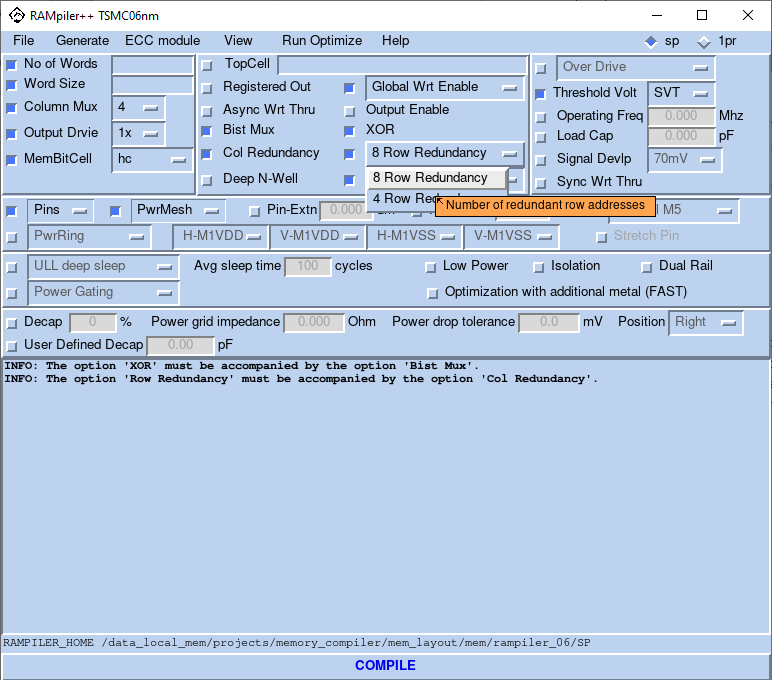 RAMpiler++ TSMC06nm
File Generate ECC module View Run Optimize Help sp 1pr
No of Words TopCell Over Drive
Word Size Registered Out Global Wrt Enable Threshold Volt SVT
Column Mux 4 Async Wrt Thru Output Enable Operating Freq 0.000 Mhz
Output Drvie 1x Bist Mux XOR Load Cap 0.000 pF
MemBitCell hc Col Redundancy 8 Row Redundancy Signal Devlp 70mV
Deep N-Well 8 Row Redundancy Sync Wrt Thru
4 Row
Number of redundant row addresses
Pins PwrMesh Pin-Extn 0.000 M5
PwrRing H-M1VDD V-M1VDD H-M1VSS V-M1VSS Stretch Pin
ULL deep sleep Avg sleep time 100 cycles Low Power Isolation Dual Rail
Power Gating Optimization with additional metal (FAST)
Decap 0 % Power grid impedance 0.000 Ohm Power drop tolerance 0.0 mV Position Right
User Defined Decap 0.00 pF
INFO: The option 'XOR' must be accompanied by the option 'Bist Mux'.
INFO: The option 'Row Redundancy' must be accompanied by the option 'Col Redundancy'.
RAMPILER_HOME /data_local_mem/projects/memory_compiler/mem_layout/mem/rampiler_06/SP
COMPILE